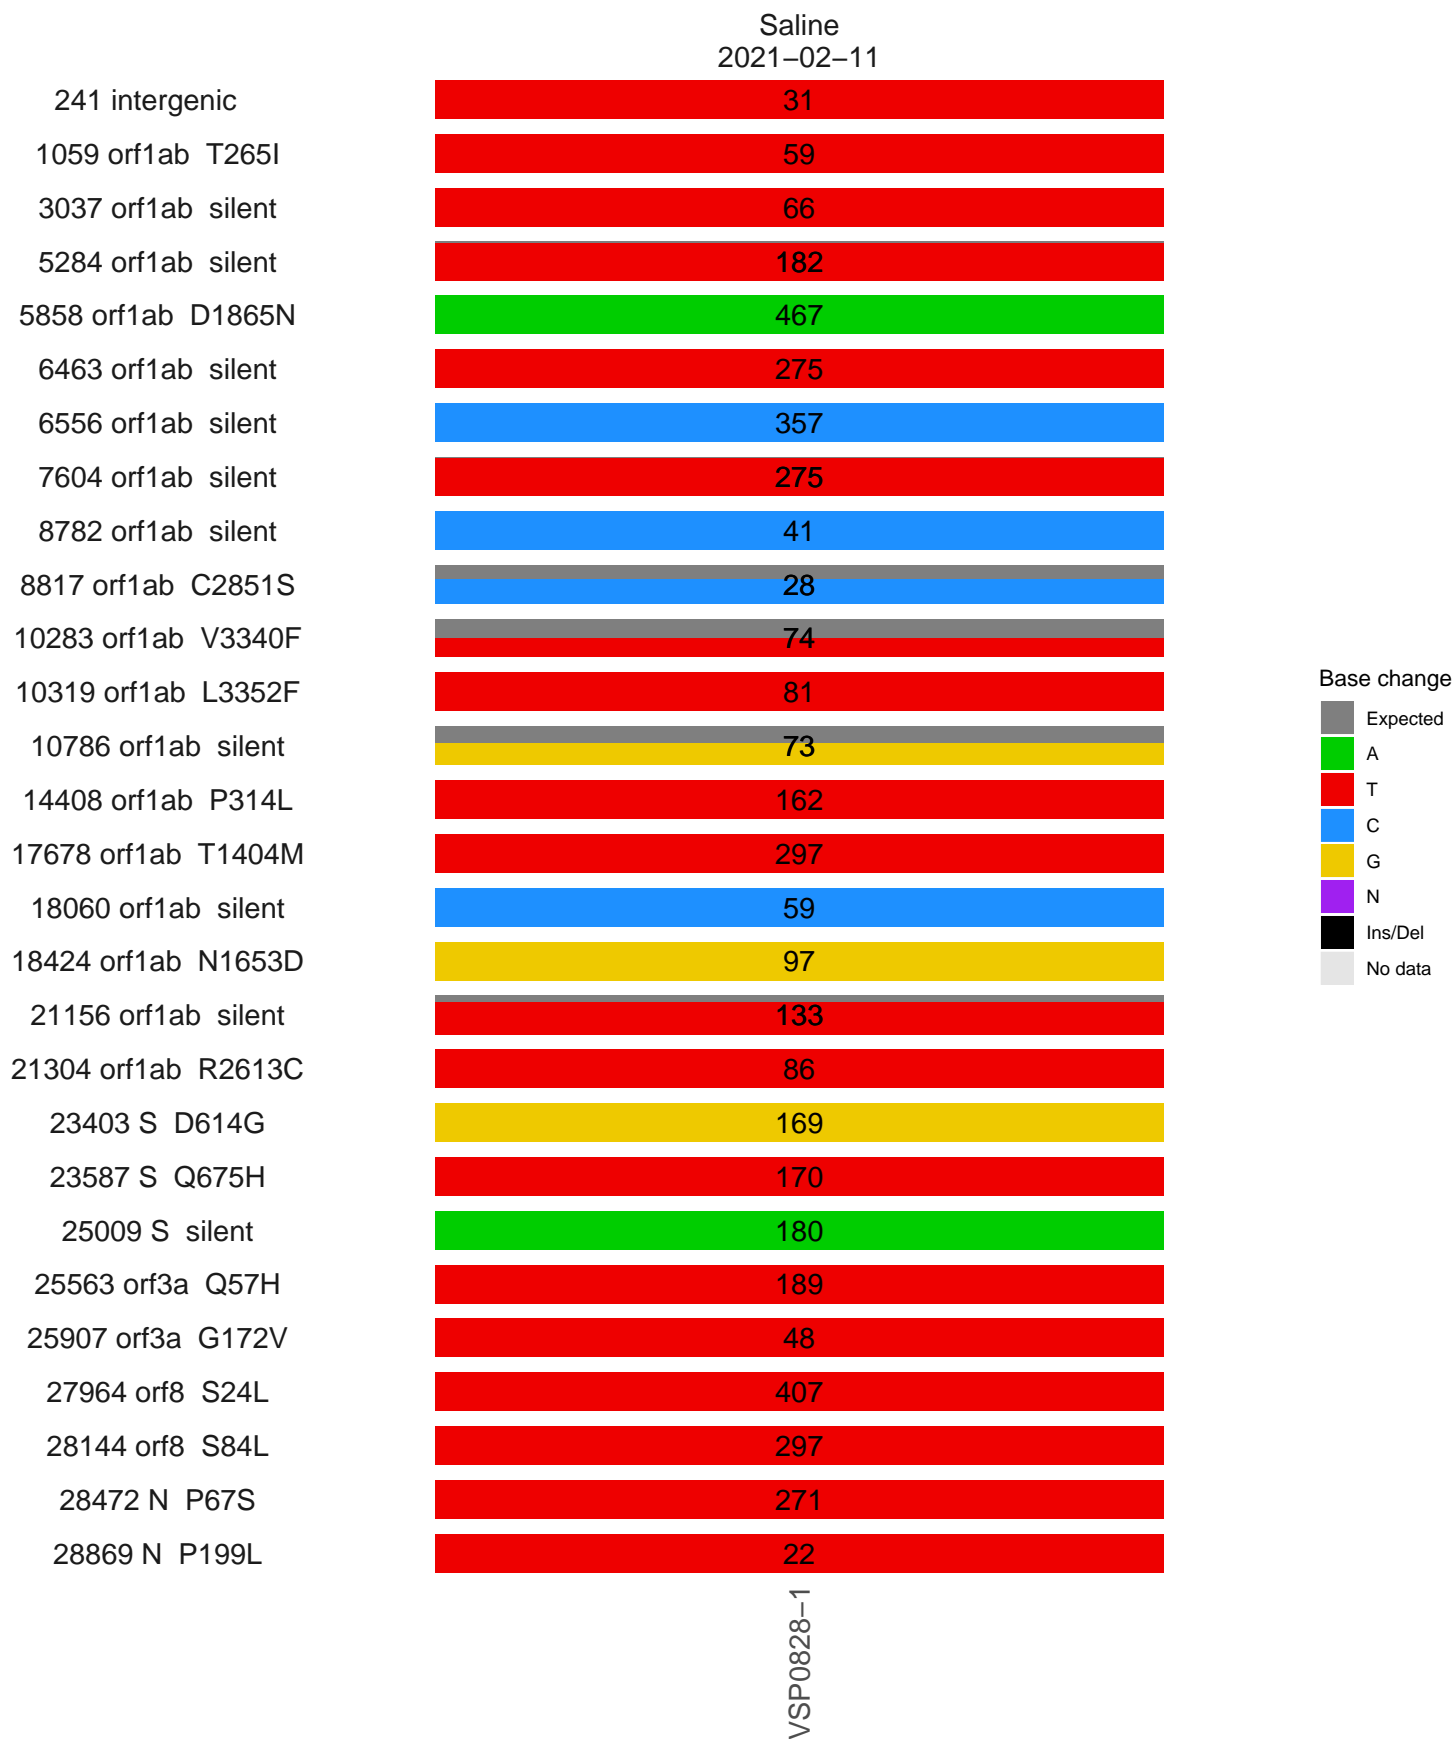 Saline
2021−02−11
241 intergenic 31
1059 orf1ab T265I 59
3037 orf1ab silent 66
5284 orf1ab silent 182
5858 orf1ab D1865N 467
6463 orf1ab silent 275
6556 orf1ab silent 357
7604 orf1ab silent 275
8782 orf1ab silent 41
8817 orf1ab C2851S 28
10283 orf1ab V3340F 74
10319 orf1ab L3352F 81
10786 orf1ab silent 73
14408 orf1ab P314L 162
17678 orf1ab T1404M 297
18060 orf1ab silent 59
18424 orf1ab N1653D 97
21156 orf1ab silent 133
21304 orf1ab R2613C 86
23403 S D614G 169
23587 S Q675H 170
25009 S silent 180
25563 orf3a Q57H 189
25907 orf3a G172V 48
27964 orf8 S24L 407
28144 orf8 S84L 297
28472 N P67S 271
28869 N P199L 22
VSP0828−1
Base change
Expected
A
T
C
G
N
Ins/Del
No data